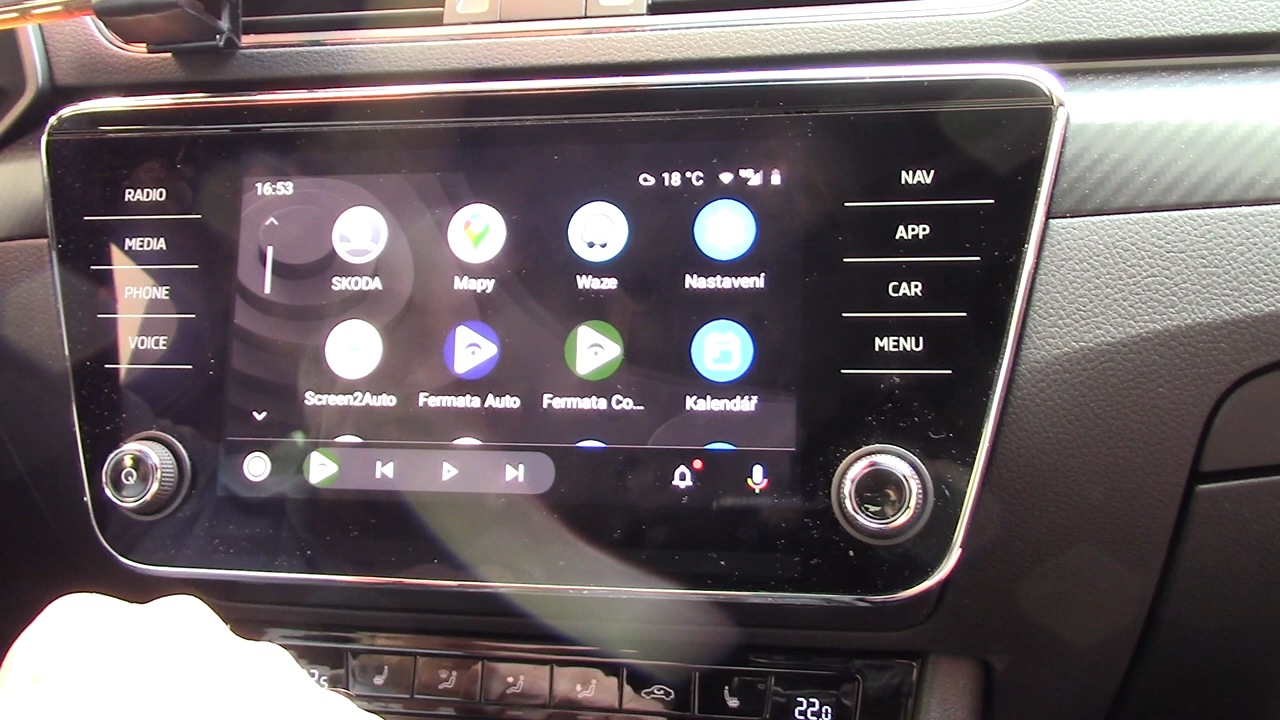 RADIO
MEDIA
PHONE
VOICE
16:53
18 °C
SKODA
Mapy
Waze
Nastavení
Screen2Auto
Fermata Auto
Fermata Co...
Kalendář
NAV
APP
CAR
MENU
22.0